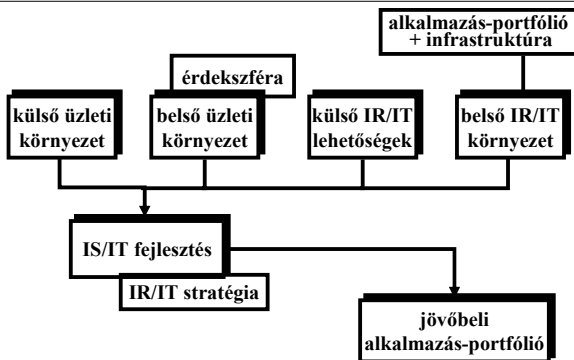 alkalmazás-portfólió
+ infrastruktúra
érdekszféra
külső üzleti
környezet
belső üzleti
környezet
külső IR/IT
lehetőségek
belső IR/IT
környezet
IS/IT fejlesztés
IR/IT stratégia
jövőbeli
alkalmazás-portfólió